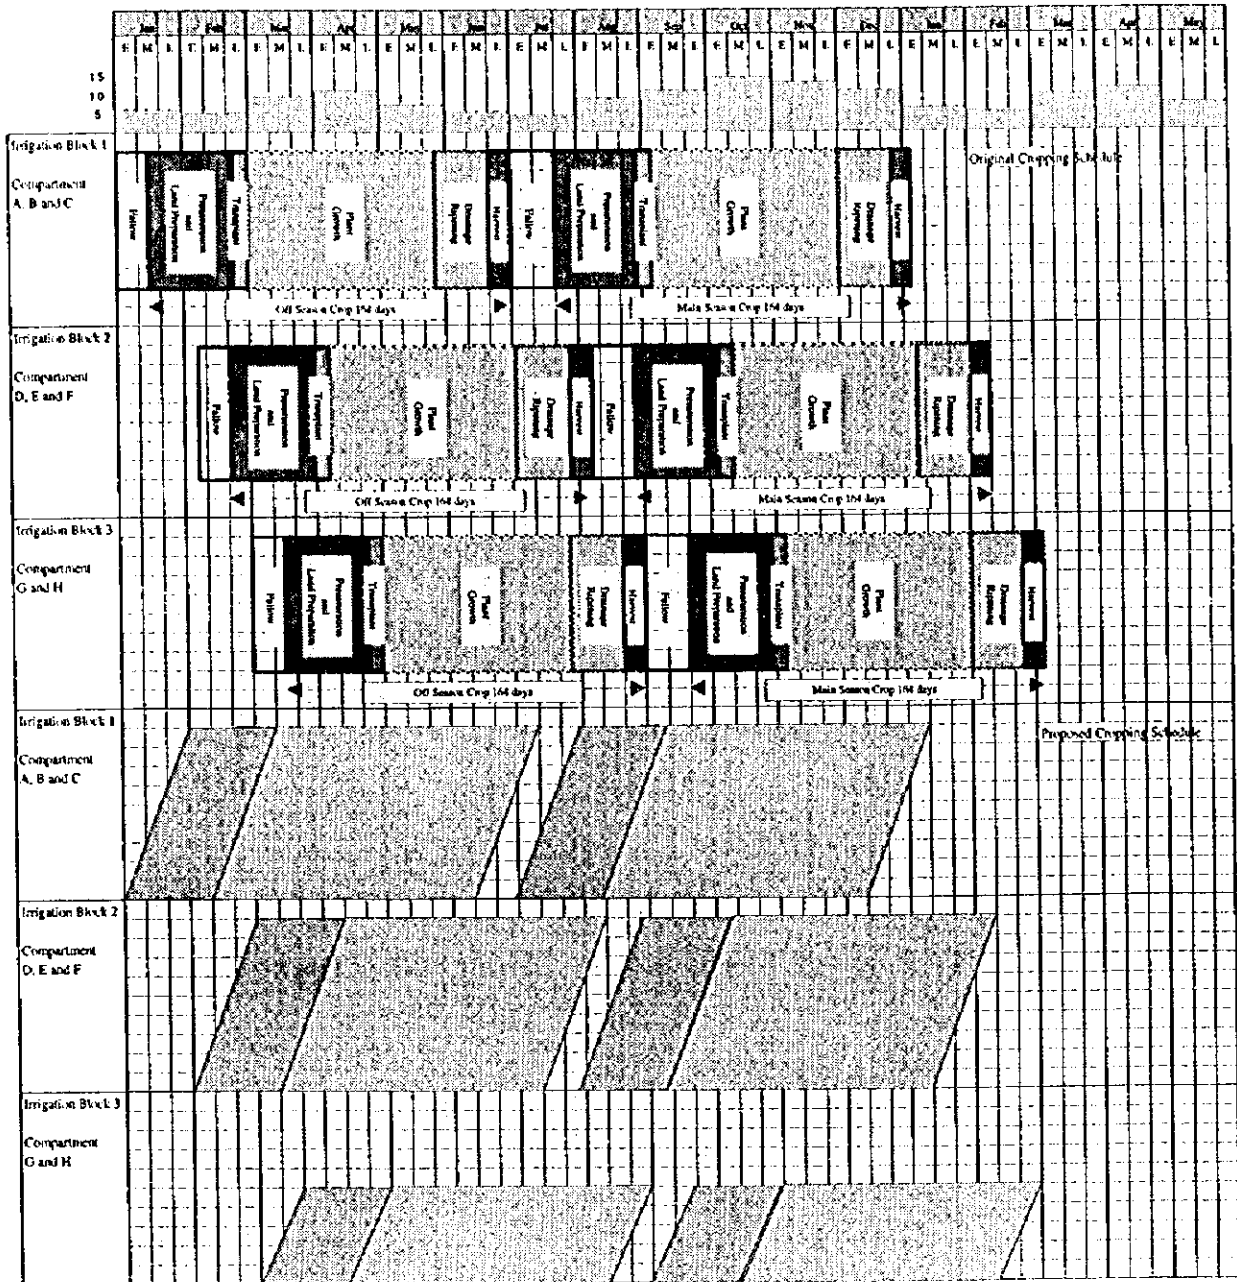 Jan Feb Mar Apr May Jun Jul Aug Sep Oct Nov Dec Jan Feb Mar Apr May
E M L E M L E M L E M L E M L E M L E M L E M L E M L E M L E M L E M L E M L E M L E M L E M L E M L
15
10
5
Irrigation Block 1
Compartment
A, B and C
Original Cropping Schedule
Fallow
Presaturation
and
Land Preparation
Transplant
Plant
Growth
Drainage
Ripening
Harvest
Fallow
Presaturation
and
Land Preparation
Transplant
Plant
Growth
Drainage
Ripening
Harvest
Off Season Crop 164 days
Main Season Crop 164 days
Irrigation Block 2
Compartment
D, E and F
Fallow
Presaturation
and
Land Preparation
Transplant
Plant
Growth
Drainage
Ripening
Harvest
Fallow
Presaturation
and
Land Preparation
Transplant
Plant
Growth
Drainage
Ripening
Harvest
Off Season Crop 164 days
Main Season Crop 164 days
Irrigation Block 3
Compartment
G and H
Fallow
Presaturation
and
Land Preparation
Transplant
Plant
Growth
Drainage
Ripening
Harvest
Fallow
Presaturation
and
Land Preparation
Transplant
Plant
Growth
Drainage
Ripening
Harvest
Off Season Crop 164 days
Main Season Crop 164 days
Irrigation Block 1
Compartment
A, B and C
Proposed Cropping Schedule
Irrigation Block 2
Compartment
D, E and F
Irrigation Block 3
Compartment
G and H